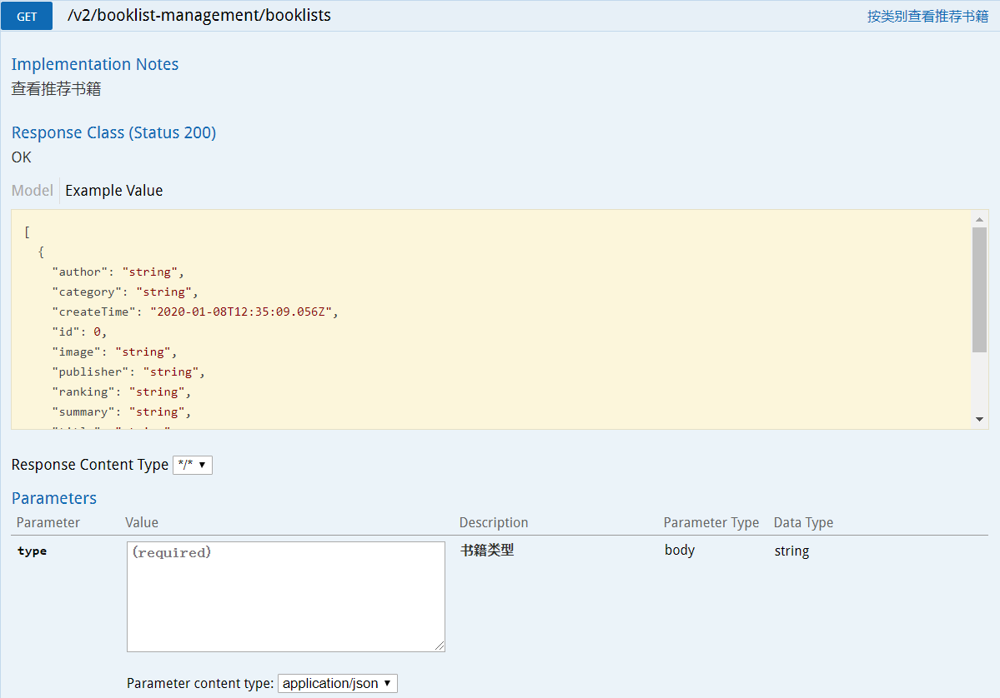 GET /v2/booklist-management/booklists 按类别查看推荐书籍
Implementation Notes
查看推荐书籍
Response Class (Status 200)
OK
Model Example Value
[
{
"author": "string",
"category": "string",
"createTime": "2020-01-08T12:35:09.056Z",
"id": 0,
"image": "string",
"publisher": "string",
"ranking": "string",
"summary": "string",
Response Content Type */*
Parameters
Parameter Value Description Parameter Type Data Type
type (required) 书籍类型 body string
Parameter content type: application/json